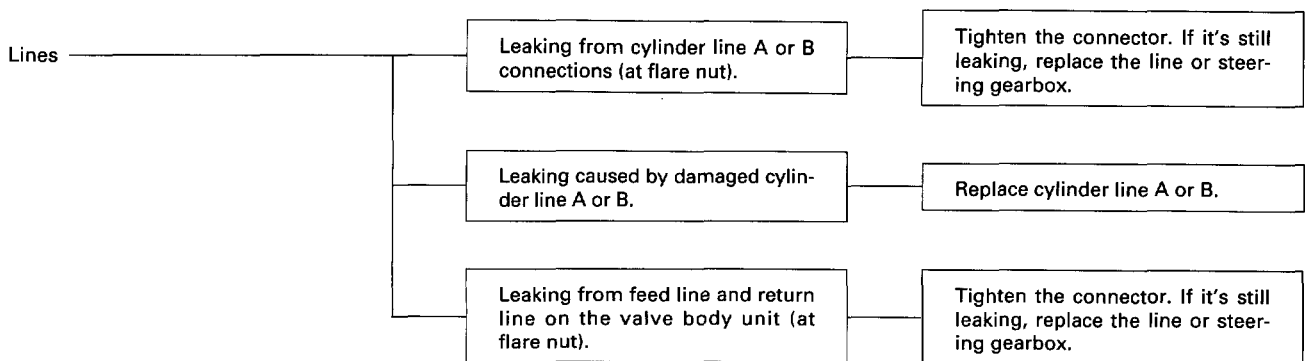 Lines
Leaking from cylinder line A or B
connections (at flare nut).
Tighten the connector. If it's still
leaking, replace the line or steer-
ing gearbox.
Leaking caused by damaged cylin-
der line A or B.
Replace cylinder line A or B.
Leaking from feed line and return
line on the valve body unit (at
flare nut).
Tighten the connector. If it's still
leaking, replace the line or steer-
ing gearbox.